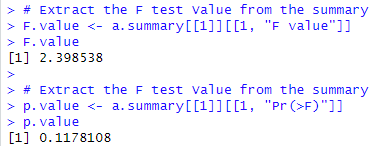 > # Extract the F test Value from the summary
> F.value <- a.summary[[1]][[1, "F value"]]
> F.value
[1] 2.398538
>
> # Extract the F test Value from the summary
> p.value <- a.summary[[1]][[1, "Pr(>F)"]]
> p.value
[1] 0.1178108